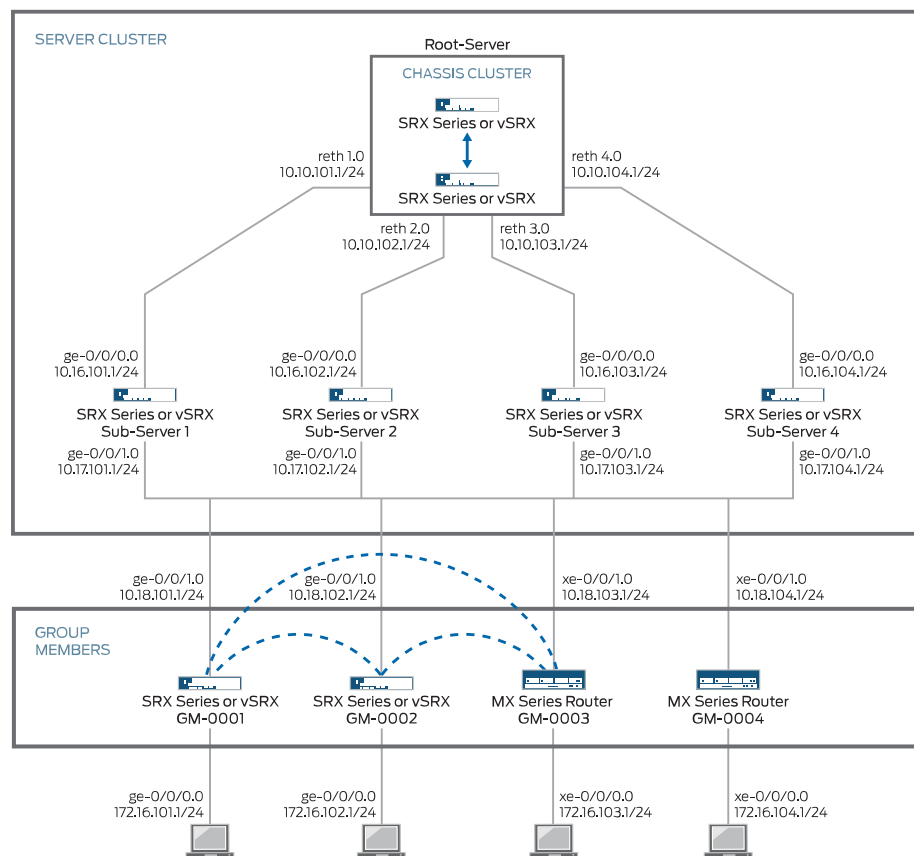 SERVER CLUSTER
Root-Server
CHASSIS CLUSTER
SRX Series or vSRX
SRX Series or vSRX
reth 1.0
10.10.101.1/24
reth 4.0
10.10.104.1/24
reth 2.0
10.10.102.1/24
reth 3.0
10.10.103.1/24
ge-0/0/0.0
10.16.101.1/24
ge-0/0/0.0
10.16.102.1/24
ge-0/0/0.0
10.16.103.1/24
ge-0/0/0.0
10.16.104.1/24
SRX Series or vSRX
Sub-Server 1
SRX Series or vSRX
Sub-Server 2
SRX Series or vSRX
Sub-Server 3
SRX Series or vSRX
Sub-Server 4
ge-0/0/1.0
10.17.101.1/24
ge-0/0/1.0
10.17.102.1/24
ge-0/0/1.0
10.17.103.1/24
ge-0/0/1.0
10.17.104.1/24
ge-0/0/1.0
10.18.101.1/24
ge-0/0/1.0
10.18.102.1/24
xe-0/0/1.0
10.18.103.1/24
xe-0/0/1.0
10.18.104.1/24
GROUP
MEMBERS
SRX Series or vSRX
GM-0001
SRX Series or vSRX
GM-0002
MX Series Router
GM-0003
MX Series Router
GM-0004
ge-0/0/0.0
172.16.101.1/24
ge-0/0/0.0
172.16.102.1/24
xe-0/0/0.0
172.16.103.1/24
xe-0/0/0.0
172.16.104.1/24